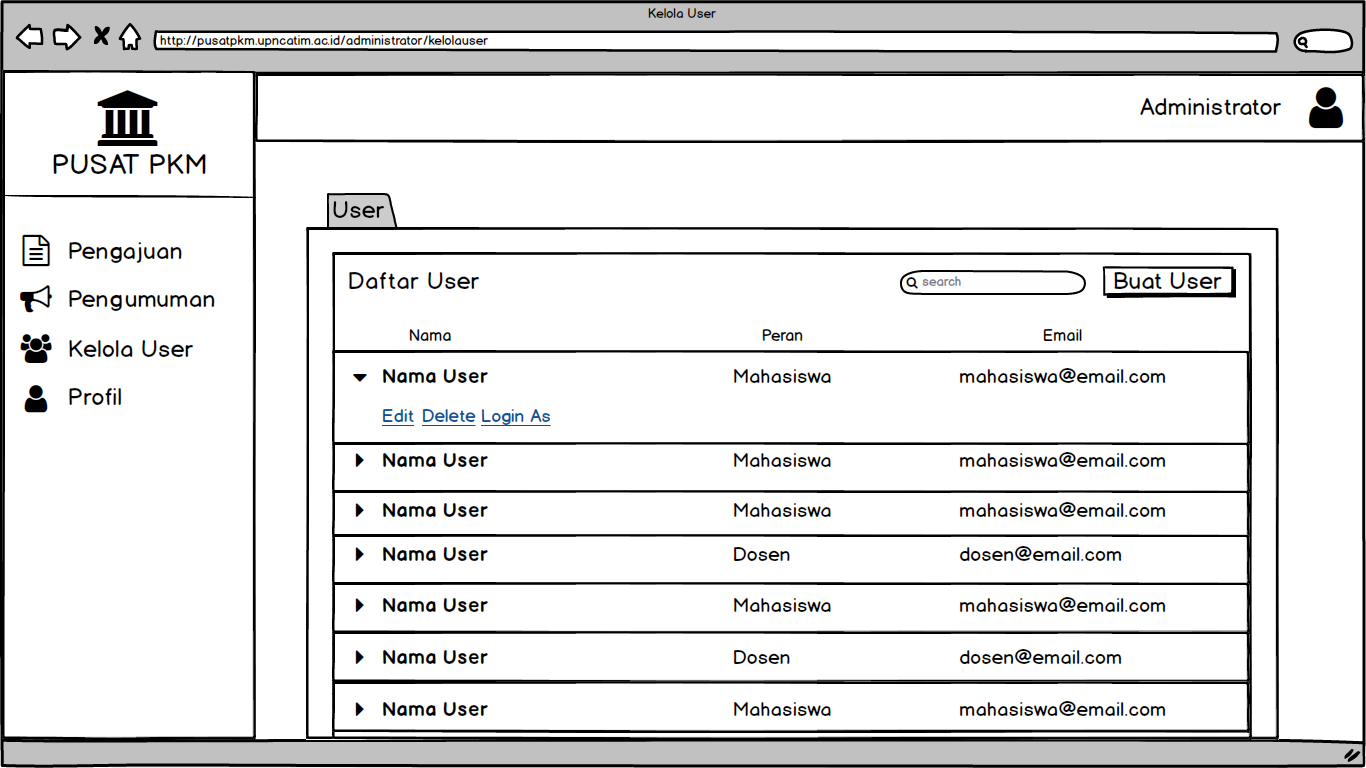 Kelola User
http://pusatpkm.upncatim.ac.id/administrator/kelolauser
Administrator
PUSAT PKM
Pengajuan
Pengumuman
Kelola User
Profil
User
Daftar User
search
Buat User
Nama Peran Email
Nama User Mahasiswa mahasiswa@email.com
Edit Delete Login As
Nama User Mahasiswa mahasiswa@email.com
Nama User Mahasiswa mahasiswa@email.com
Nama User Dosen dosen@email.com
Nama User Mahasiswa mahasiswa@email.com
Nama User Dosen dosen@email.com
Nama User Mahasiswa mahasiswa@email.com